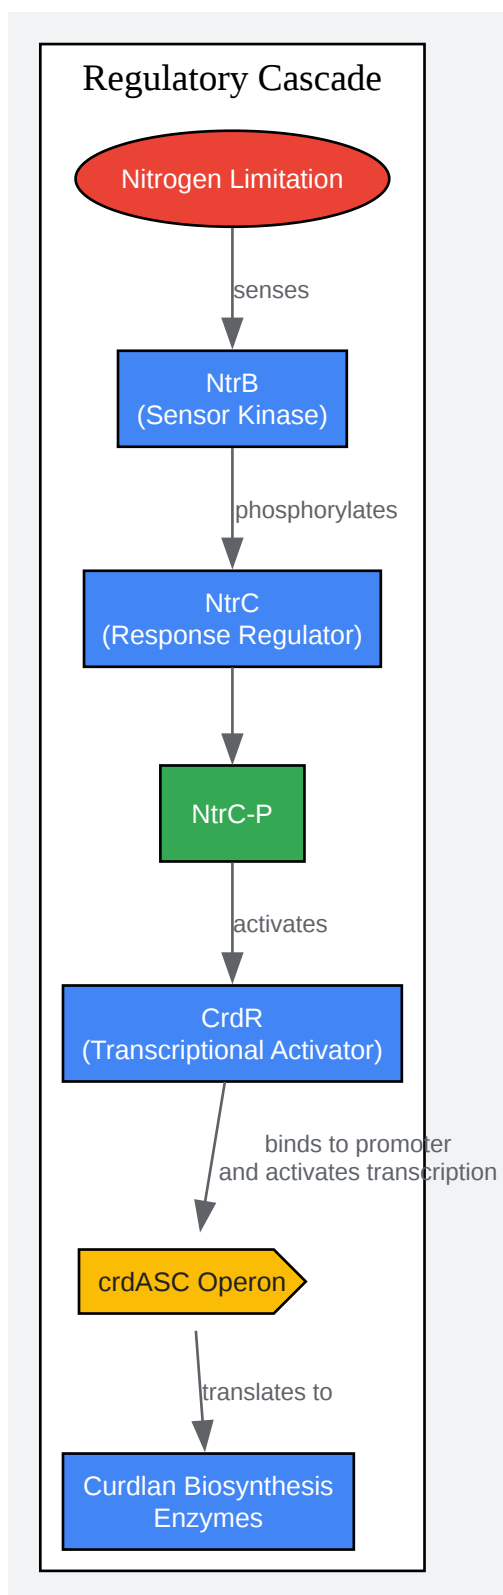 Regulatory Cascade
Nitrogen Limitation
senses
NtrB
(Sensor Kinase)
phosphorylates
NtrC
(Response Regulator)
NtrC-P
activates
CrdR
(Transcriptional Activator)
binds to promoter
and activates transcription
crdASC Operon
translates to
Curdlan Biosynthesis
Enzymes